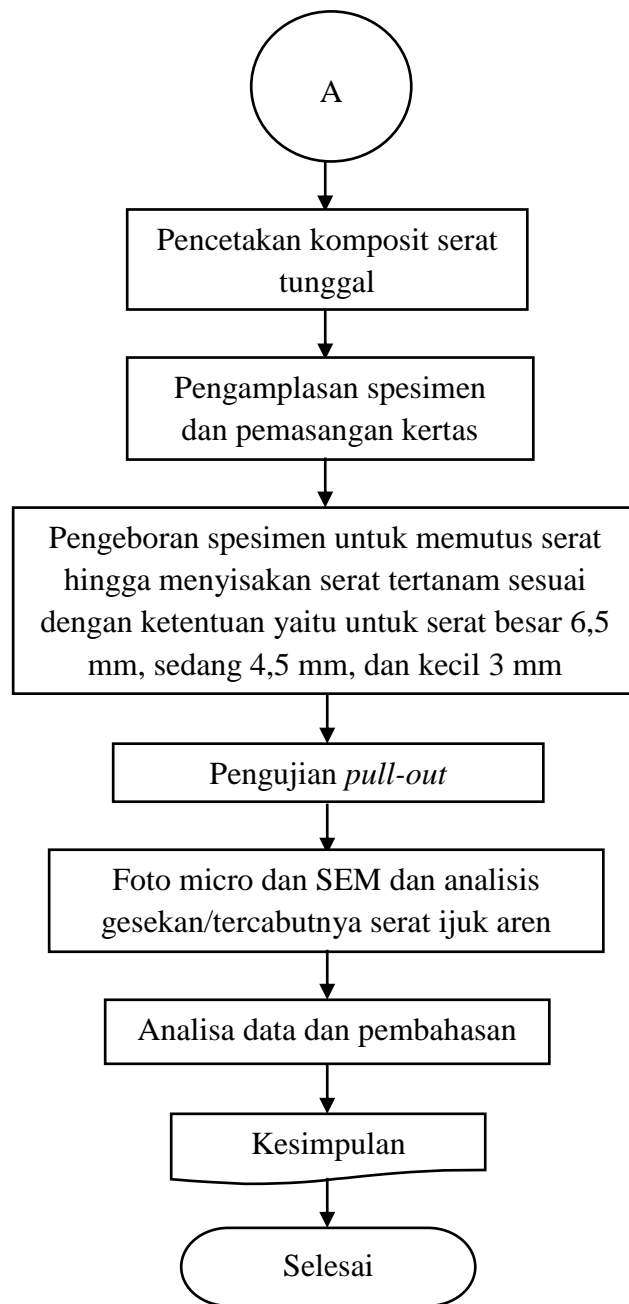 A
Pencetakan komposit serat
tunggal
Pengamplasan spesimen
dan pemasangan kertas
Pengeboran spesimen untuk memutus serat
hingga menyisakan serat tertanam sesuai
dengan ketentuan yaitu untuk serat besar 6,5
mm, sedang 4,5 mm, dan kecil 3 mm
Pengujian pull-out
Foto micro dan SEM dan analisis
gesekan/tercabutnya serat ijuk aren
Analisa data dan pembahasan
Kesimpulan
Selesai